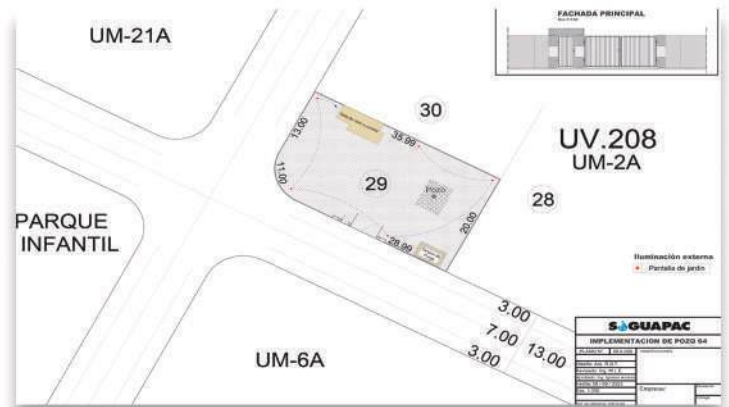 FACHADA PRINCIPAL
UM-21A
30
UV.208
UM-2A
13.00
35.99
11.00
29
Pozo
28
20.00
PARQUE
INFANTIL
28.99
Iluminación externa
Pantalla de jardín
3.00
7.00
13.00
3.00
UM-6A
SAGUAPAC
IMPLEMENTACION DE POZO 64
Empresa: